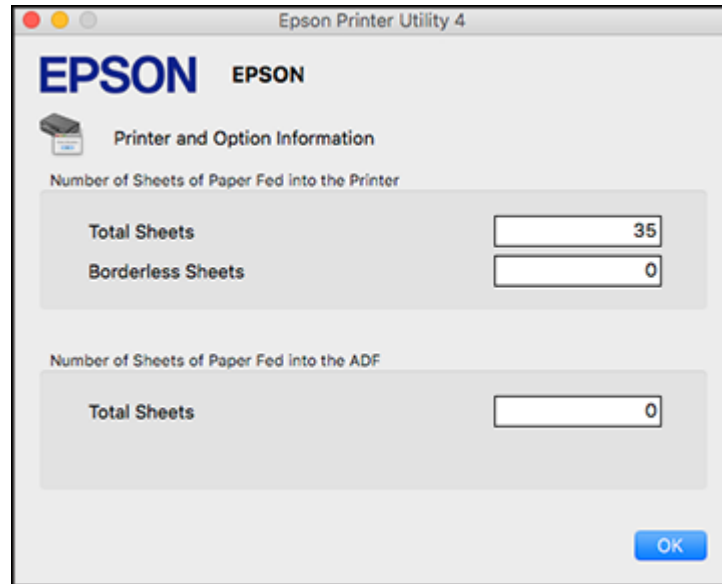 Epson Printer Utility 4
EPSON EPSON
Printer and Option Information
Number of Sheets of Paper Fed into the Printer
Total Sheets 35
Borderless Sheets 0
Number of Sheets of Paper Fed into the ADF
Total Sheets 0
OK